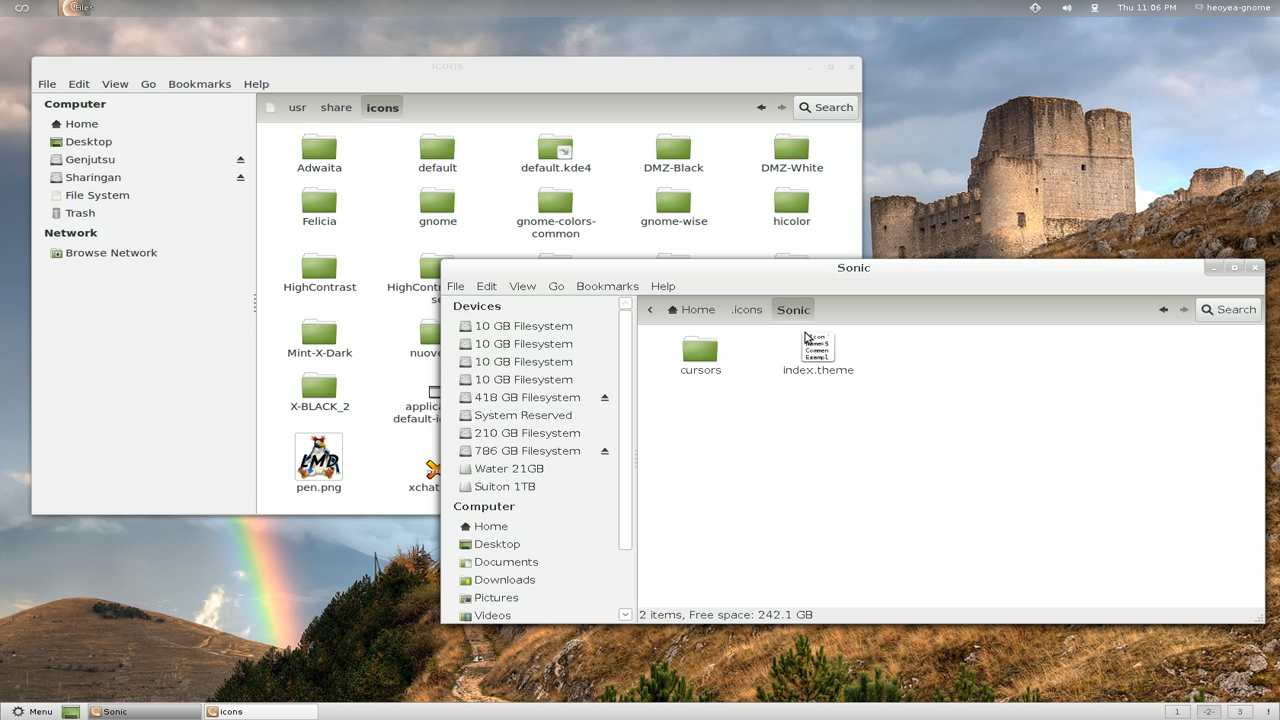 Files
Thu 11:06 PM
heoyea-gnome
icons
File Edit View Go Bookmarks Help
Computer
Home
Desktop
Genjutsu
Sharingan
File System
Trash
Network
Browse Network
usr share icons
Search
Adwaita default default.kde4 DMZ-Black DMZ-White
Felicia gnome gnome-colors-common gnome-wise hicolor
HighContrast
Mint-X-Dark
X-BLACK_2
LMD
pen.png
Sonic
File Edit View Go Bookmarks Help
Devices
10 GB Filesystem
10 GB Filesystem
10 GB Filesystem
10 GB Filesystem
418 GB Filesystem
System Reserved
210 GB Filesystem
786 GB Filesystem
Water 21GB
Suiton 1TB
Computer
Home
Desktop
Documents
Downloads
Pictures
Videos
Home .icons Sonic
Search
cursors index.theme
2 items, Free space: 242.1 GB
Menu Sonic icons 1 -2- 3 !